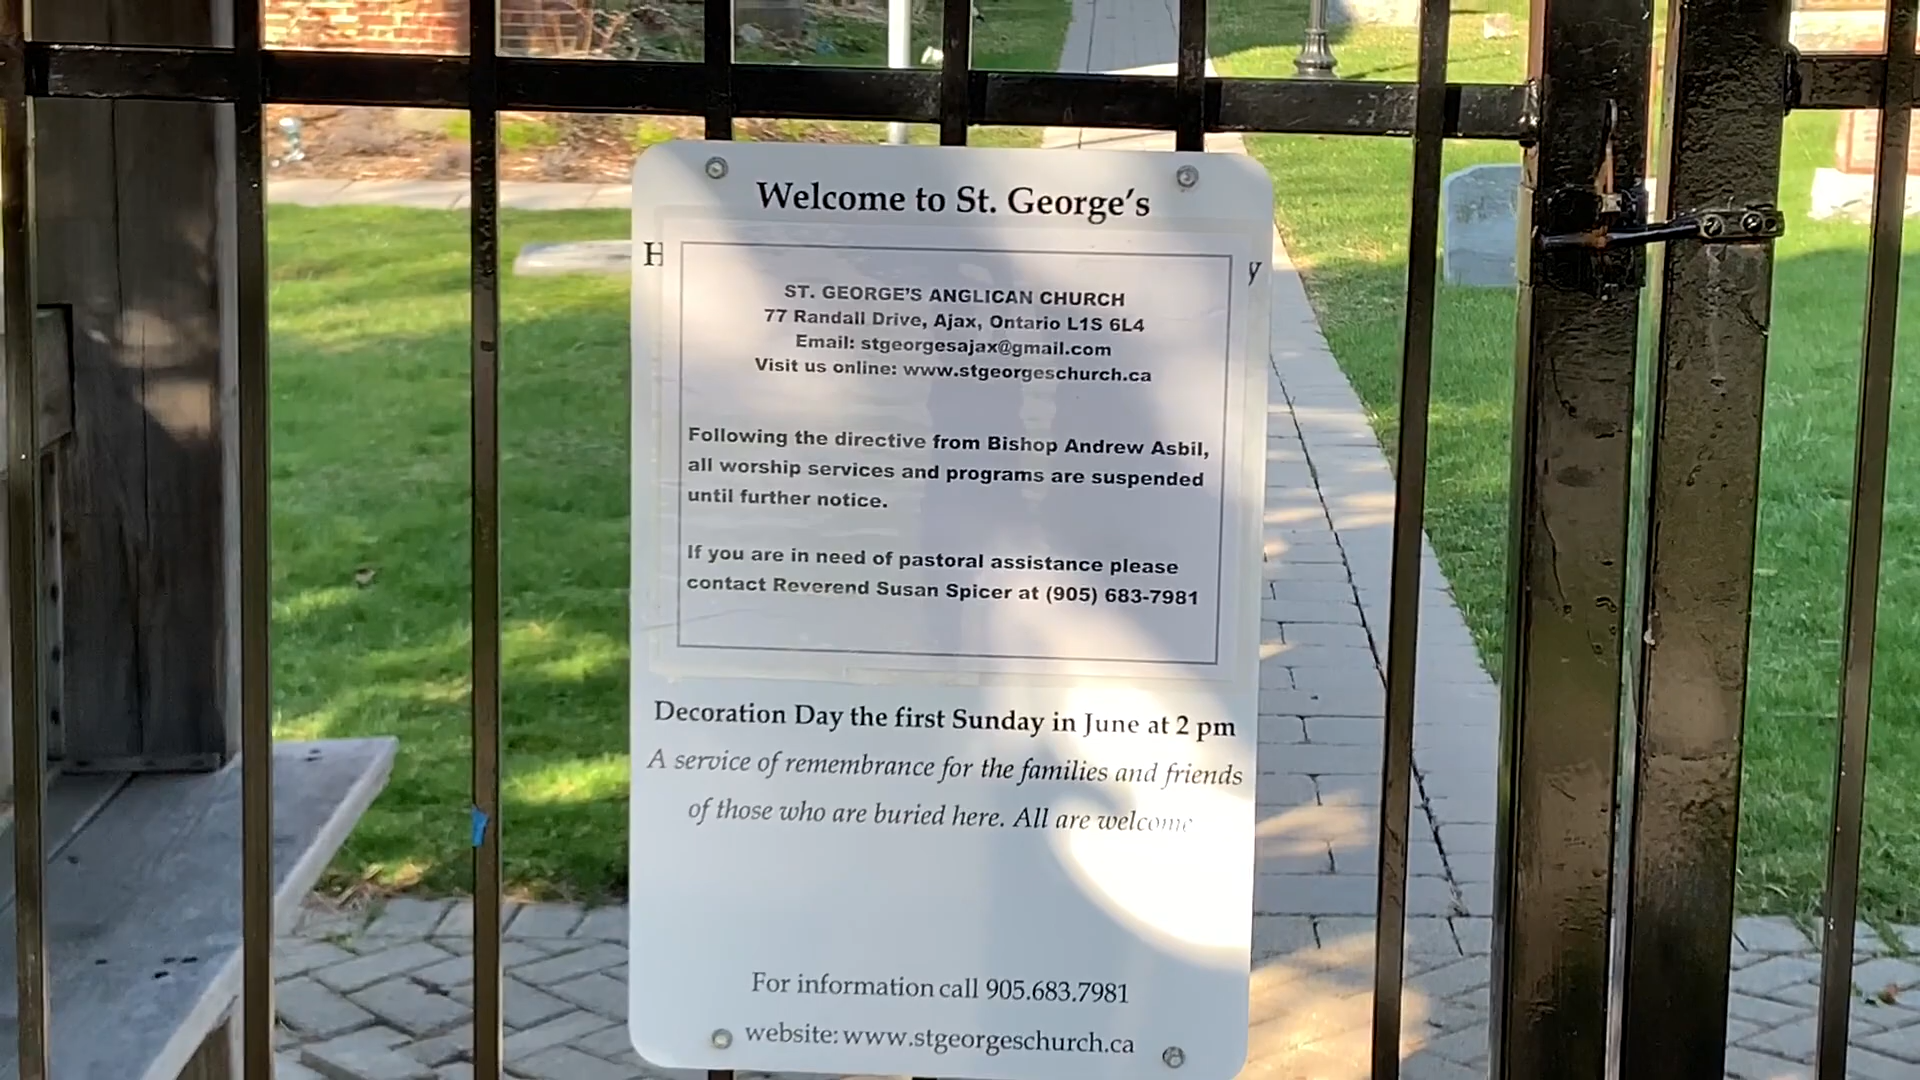 Welcome to St. George's
H y
ST. GEORGE'S ANGLICAN CHURCH
77 Randall Drive, Ajax, Ontario L1S 6L4
Email: stgeorgesajax@gmail.com
Visit us online: www.stgeorgeschurch.ca
Following the directive from Bishop Andrew Asbil,
all worship services and programs are suspended
until further notice.
If you are in need of pastoral assistance please
contact Reverend Susan Spicer at (905) 683-7981
Decoration Day the first Sunday in June at 2 pm
A service of remembrance for the families and friends
of those who are buried here. All are welcome
For information call 905.683.7981
website: www.stgeorgeschurch.ca